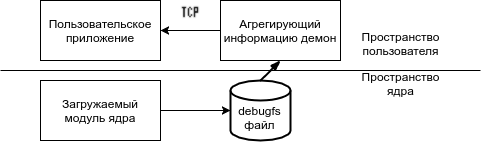 TCP
Пользовательское
приложение
Агрегирующий
информацию демон
Пространство
пользователя
Пространство
ядра
Загружаемый
модуль ядра
debugfs
файл